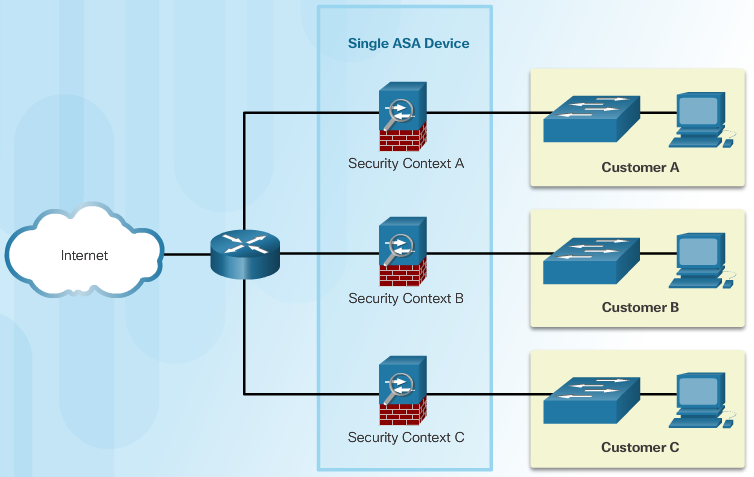 Single ASA Device
Security Context A
Customer A
Internet
Security Context B
Customer B
Security Context C
Customer C